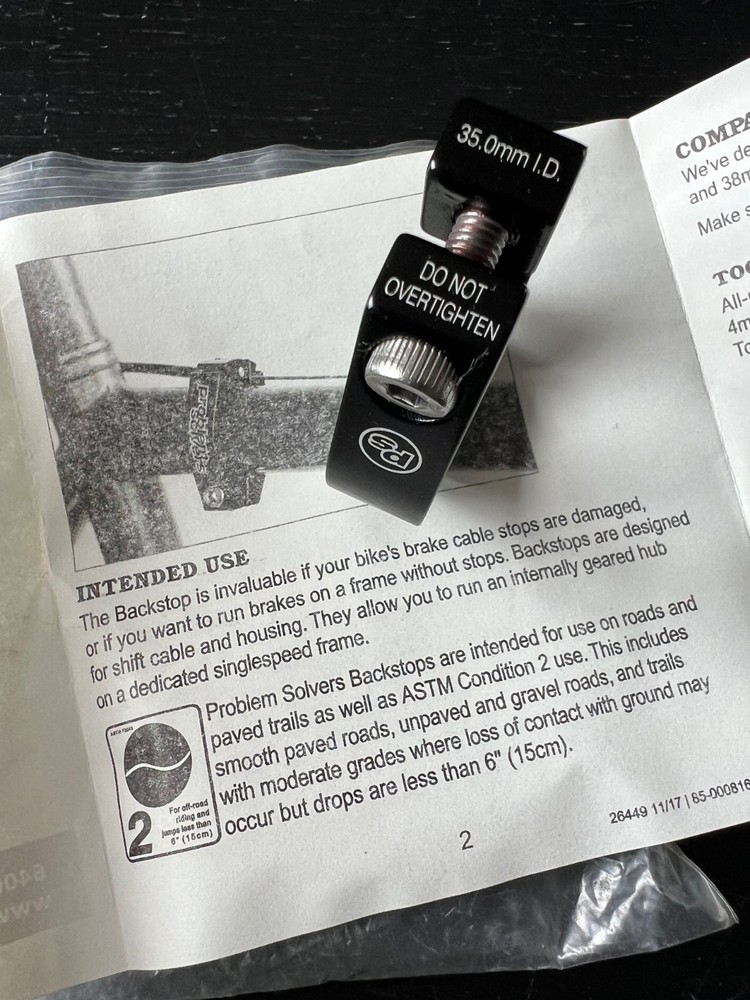 35.0mm I.D.
DO NOT
OVERTIGHTEN
PS
INTENDED USE
The Backstop is invaluable if your bike's brake cable stops are damaged,
or if you want to run brakes on a frame without stops. Backstops are designed
for shift cable and housing. They allow you to run an internally geared hub
on a dedicated singlespeed frame.
Problem Solvers Backstops are intended for use on roads and
paved trails as well as ASTM Condition 2 use. This includes
smooth paved roads, unpaved and gravel roads, and trails
with moderate grades where loss of contact with ground may
occur but drops are less than 6" (15cm).
2
For off-road
riding and
jumps less than
6" (15cm)
2
26449 11/17 | 85-000816
COMPA
We've de
and 38m
Make s
TOO
All-
4m
To